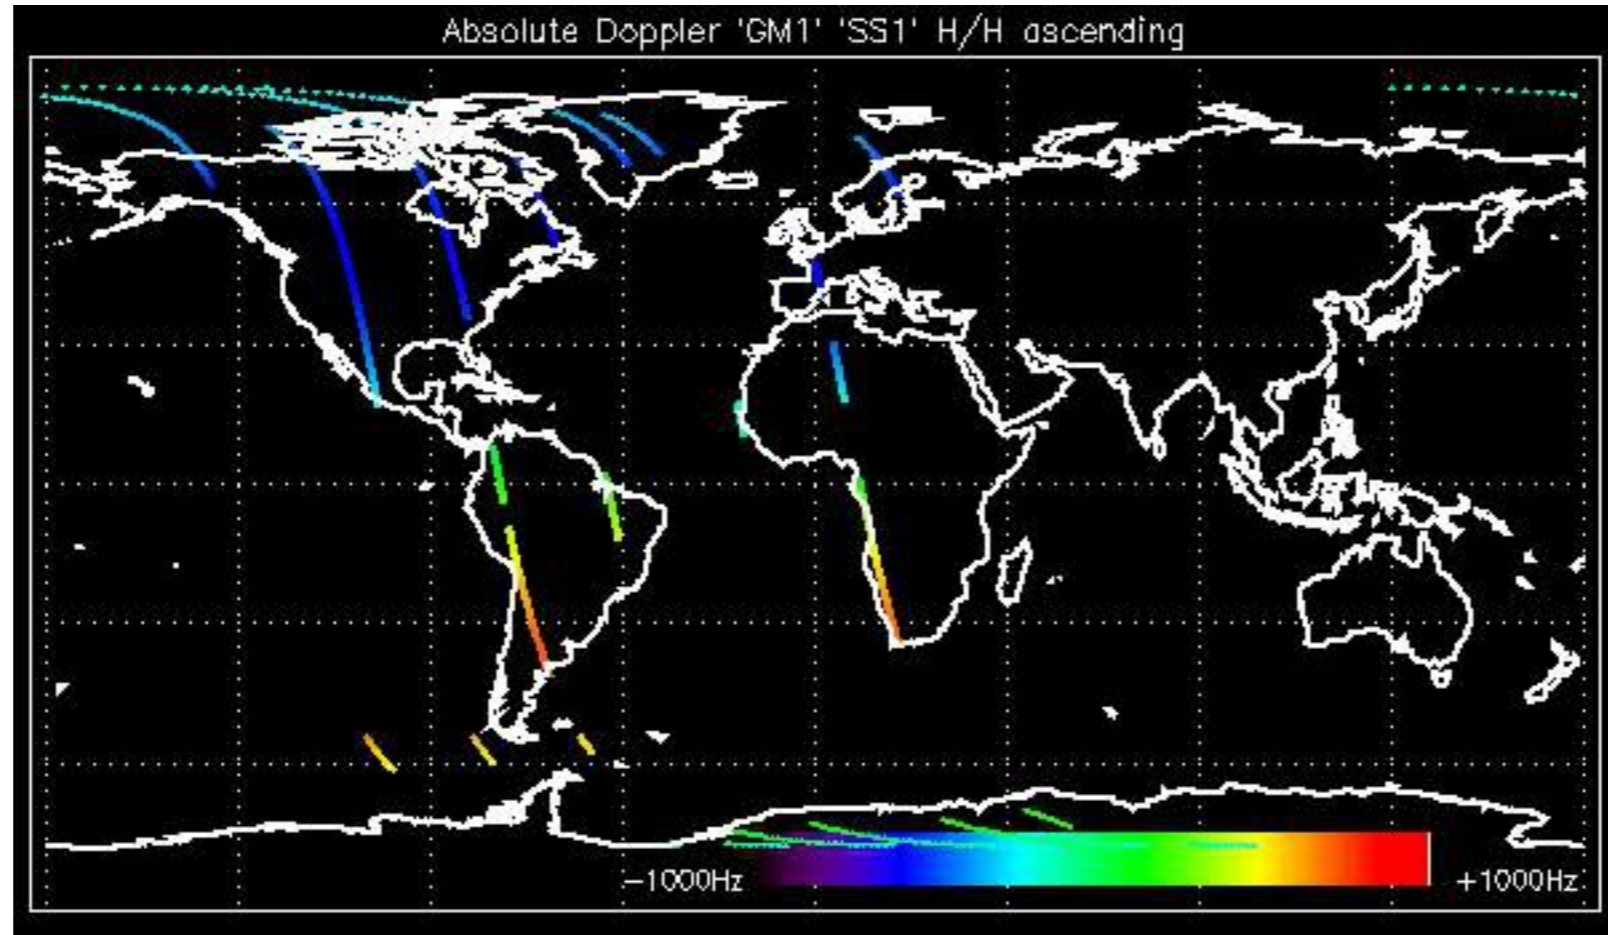 Absolute Doppler 'GM1' 'SS1' H/H ascending
−1000Hz
+1000Hz